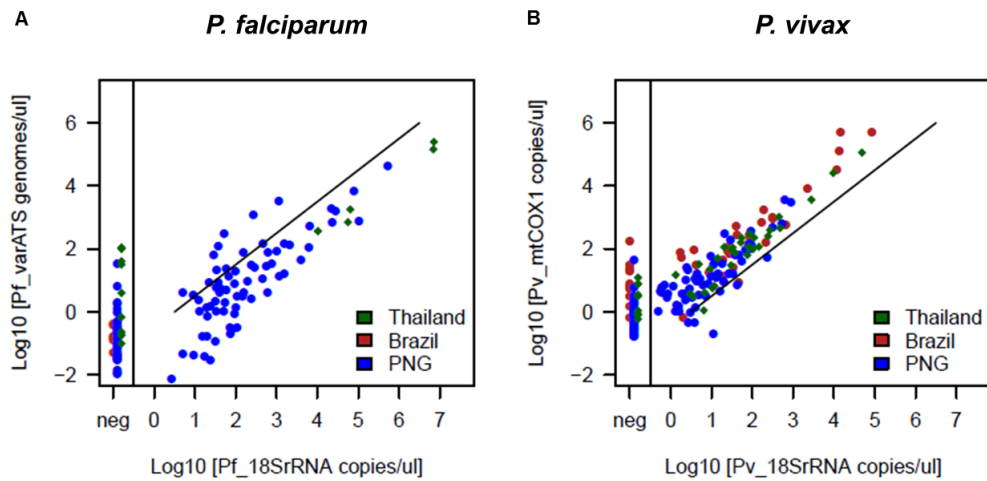 A
P. falciparum
Log10 [Pf_varATS genomes/ul]
6
4
2
0
−2
Thailand
Brazil
PNG
neg 0 1 2 3 4 5 6 7
Log10 [Pf_18SrRNA copies/ul]
B
P. vivax
Log10 [Pv_mtCOX1 copies/ul]
6
4
2
0
−2
Thailand
Brazil
PNG
neg 0 1 2 3 4 5 6 7
Log10 [Pv_18SrRNA copies/ul]